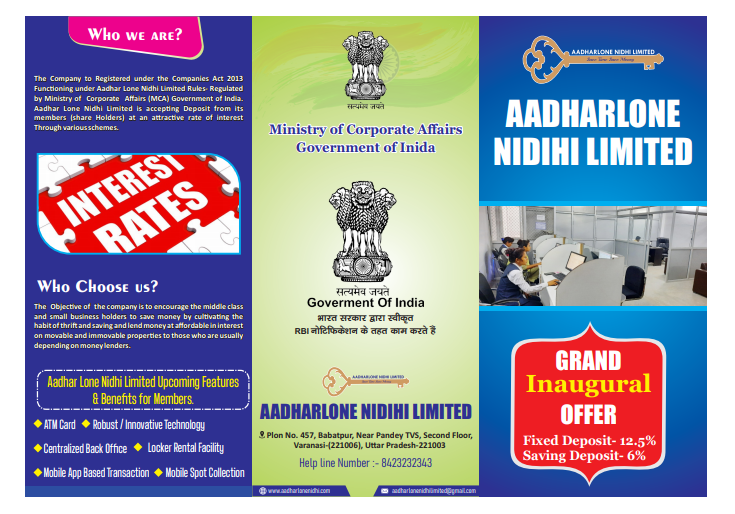 Who we are?
The Company to Registered under the Companies Act 2013
Functioning under Aadhar Lone Nidhi Limited Rules- Regulated
by Ministry of Corporate Affairs (MCA) Government of India.
Aadhar Lone Nidhi Limited is accepting Deposit from its
members (share Holders) at an attractive rate of interest
Through various schemes.
INTEREST
RATES
Who Choose us?
The Objective of the company is to encourage the middle class
and small business holders to save money by cultivating the
habit of thrift and saving and lend money at affordable in interest
on movable and immovable properties to those who are usually
depending on money lenders.
Aadhar Lone Nidhi Limited Upcoming Features
& Benefits for Members.
ATM Card Robust / Innovative Technology
Centralized Back Office Locker Rental Facility
Mobile App Based Transaction Mobile Spot Collection
सत्यमेव जयते
Ministry of Corporate Affairs
Government of Inida
सत्यमेव जयते
Goverment Of India
भारत सरकार द्वारा स्वीकृत
RBI नोटिफिकेशन के तहत काम करते हैं
AADHARLONE NIDHI LIMITED
AADHARLONE NIDIHI LIMITED
Plon No. 457, Babatpur, Near Pandey TVS, Second Floor,
Varanasi-(221006), Uttar Pradesh-221003
Help line Number :- 8423232343
www.aadharlonenidhi.com aadharlonenidhilimited@gmail.com
AADHARLONE NIDHI LIMITED
Save Time Save Money
AADHARLONE
NIDIHI LIMITED
GRAND
Inaugural
OFFER
Fixed Deposit- 12.5%
Saving Deposit- 6%